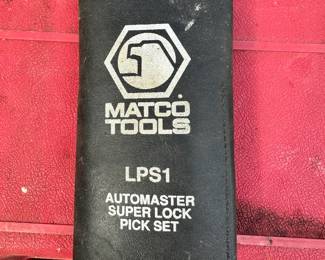 MATCO
TOOLS
LPS1
AUTOMASTER
SUPER LOCK
PICK SET